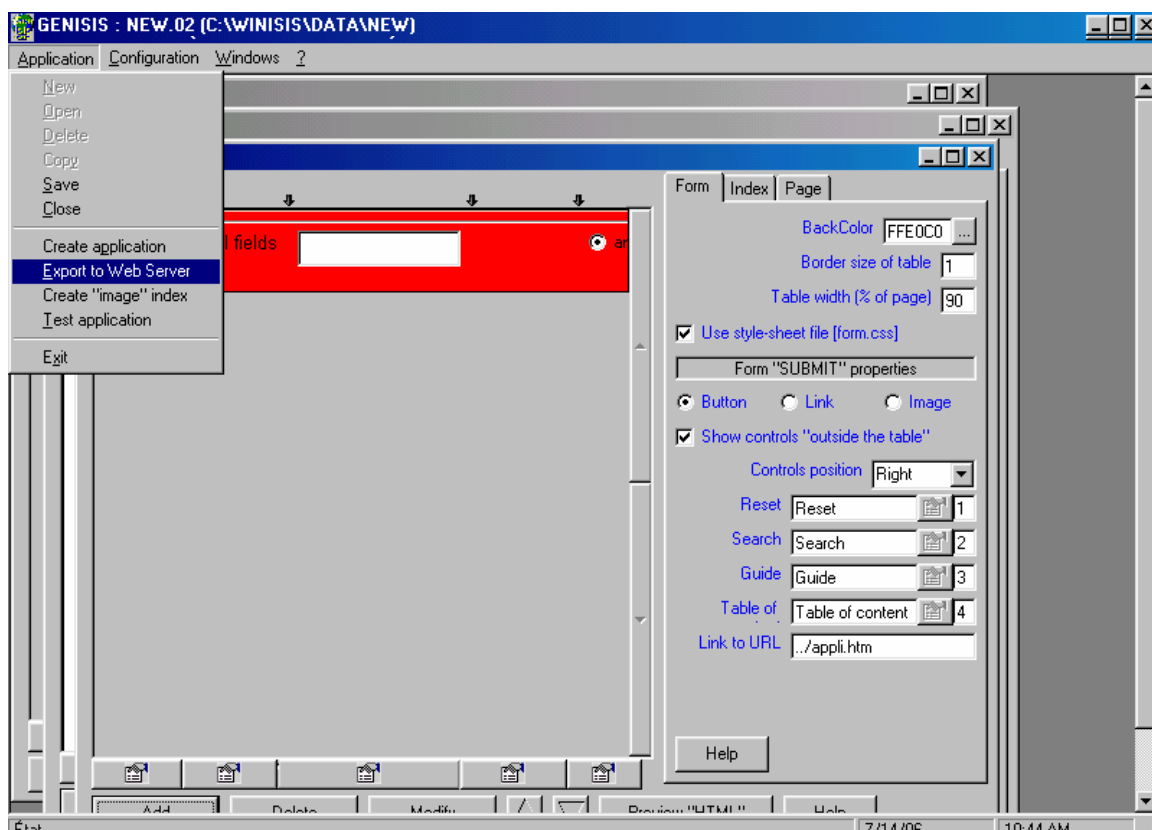 GENISIS : NEW.02 (C:\WINISIS\DATA\NEW)
Application Configuration Windows ?
New
Open
Delete
Copy
Save
Close
Create application
Export to Web Server
Create "image" index
Test application
Exit
fields
Form Index Page
BackColor FFE0C0 ...
Border size of table 1
Table width (% of page) 90
Use style-sheet file [form.css]
Form "SUBMIT" properties
Button Link Image
Show controls "outside the table"
Controls position Right
Reset Reset 1
Search Search 2
Guide Guide 3
Table of Table of content 4
Link to URL ../appli.htm
Help
Add Delete Modify Preview "HTML" Help
État 7/14/06 10:44 AM